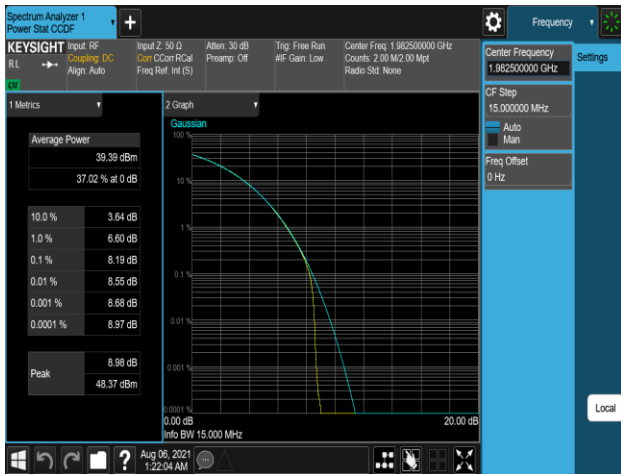 Spectrum Analyzer 1
Power Stat CCDF
Frequency
KEYSIGHT
Input: RF
Input Z: 50 Ω
Atten: 30 dB
Trig: Free Run
Center Freq: 1.982500000 GHz
RL
Coupling: DC
Corr CCorr RCal
Preamp: Off
#IF Gain: Low
Counts: 2.00 M/2.00 Mpt
Align: Auto
Freq Ref: Int (S)
Radio Std: None
LXI
Center Frequency
1.982500000 GHz
Settings
CF Step
15.000000 MHz
Auto
Man
Freq Offset
0 Hz
1 Metrics
2 Graph
Gaussian
Average Power
39.39 dBm
37.02 % at 0 dB
10.0 % 3.64 dB
1.0 % 6.60 dB
0.1 % 8.19 dB
0.01 % 8.55 dB
0.001 % 8.68 dB
0.0001 % 8.97 dB
Peak
8.98 dB
48.37 dBm
100 %
10 %
1 %
0.1 %
0.01 %
0.001 %
0.0001 %
0.00 dB
20.00 dB
Info BW 15.000 MHz
Local
Aug 06, 2021
1:22:04 AM